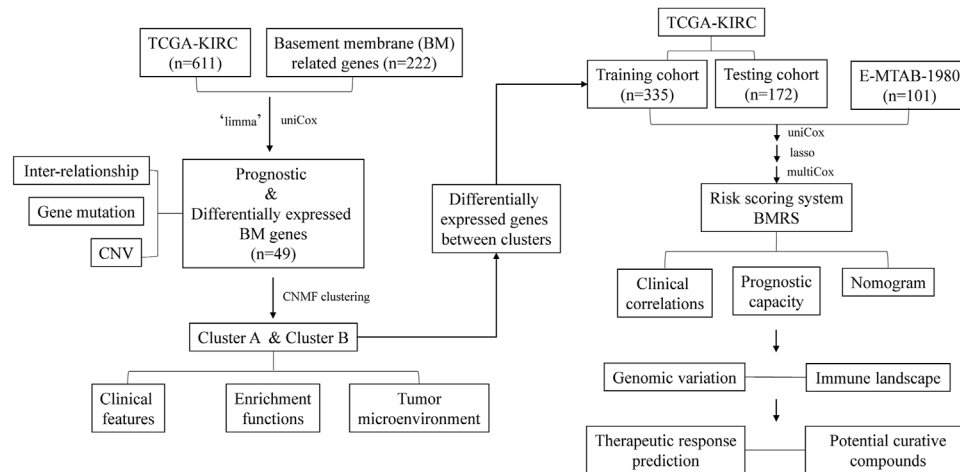 TCGA-KIRC
(n=611)
Basement membrane (BM)
related genes (n=222)
‘limma’
uniCox
Inter-relationship
Gene mutation
CNV
Prognostic
&
Differentially expressed
BM genes
(n=49)
CNMF clustering
Cluster A & Cluster B
Clinical
features
Enrichment
functions
Tumor
microenvironment
Differentially
expressed genes
between clusters
TCGA-KIRC
Training cohort
(n=335)
Testing cohort
(n=172)
E-MTAB-1980
(n=101)
uniCox
lasso
multiCox
Risk scoring system
BMRS
Clinical
correlations
Prognostic
capacity
Nomogram
Genomic variation
Immune landscape
Therapeutic response
prediction
Potential curative
compounds